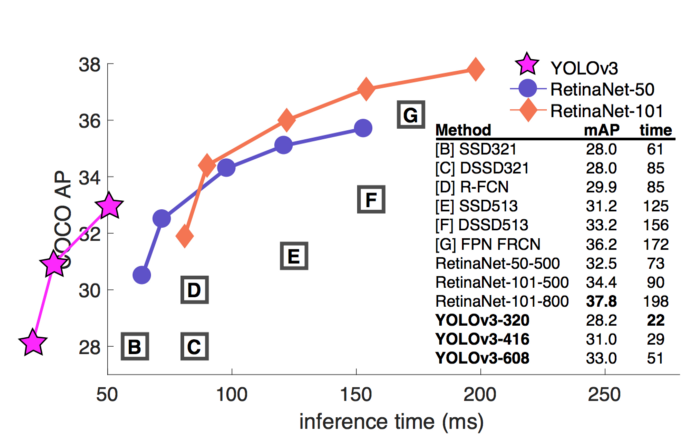 38
36
34
32
30
28
COCO AP
50
100
150
200
250
inference time (ms)
B
C
D
E
F
G
YOLOv3
RetinaNet-50
RetinaNet-101
Method mAP time
[B] SSD321 28.0 61
[C] DSSD321 28.0 85
[D] R-FCN 29.9 85
[E] SSD513 31.2 125
[F] DSSD513 33.2 156
[G] FPN FRCN 36.2 172
RetinaNet-50-500 32.5 73
RetinaNet-101-500 34.4 90
RetinaNet-101-800 37.8 198
YOLOv3-320 28.2 22
YOLOv3-416 31.0 29
YOLOv3-608 33.0 51